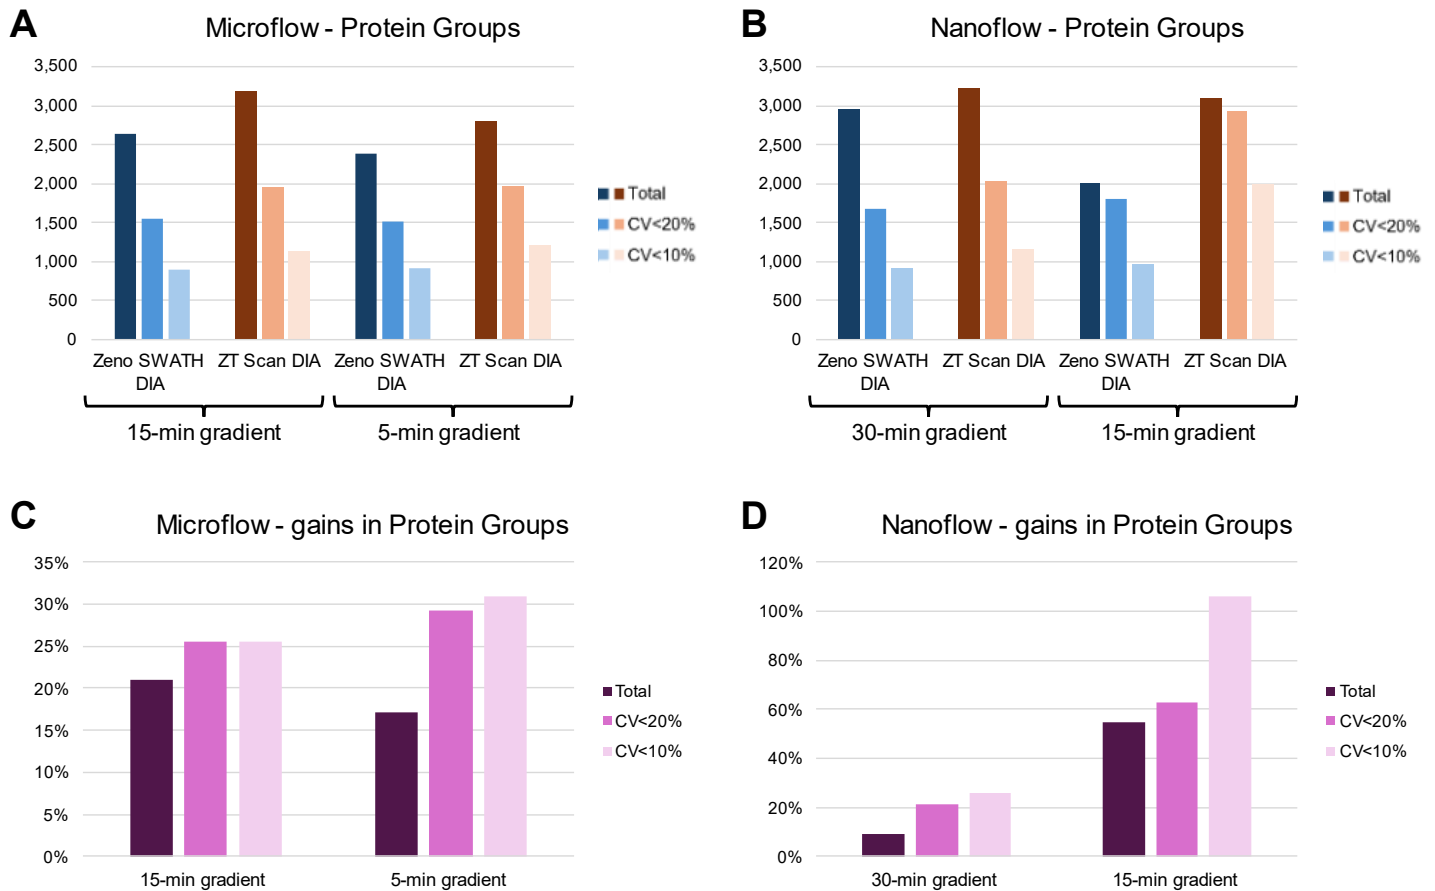 A
Microflow - Protein Groups
3,500
3,000
2,500
2,000
1,500
1,000
500
0
Zeno SWATH DIA
ZT Scan DIA
Zeno SWATH DIA
ZT Scan DIA
15-min gradient
5-min gradient
Total
CV<20%
CV<10%
B
Nanoflow - Protein Groups
3,500
3,000
2,500
2,000
1,500
1,000
500
0
Zeno SWATH DIA
ZT Scan DIA
Zeno SWATH DIA
ZT Scan DIA
30-min gradient
15-min gradient
Total
CV<20%
CV<10%
C
Microflow - gains in Protein Groups
35%
30%
25%
20%
15%
10%
5%
0%
15-min gradient
5-min gradient
Total
CV<20%
CV<10%
D
Nanoflow - gains in Protein Groups
120%
100%
80%
60%
40%
20%
0%
30-min gradient
15-min gradient
Total
CV<20%
CV<10%